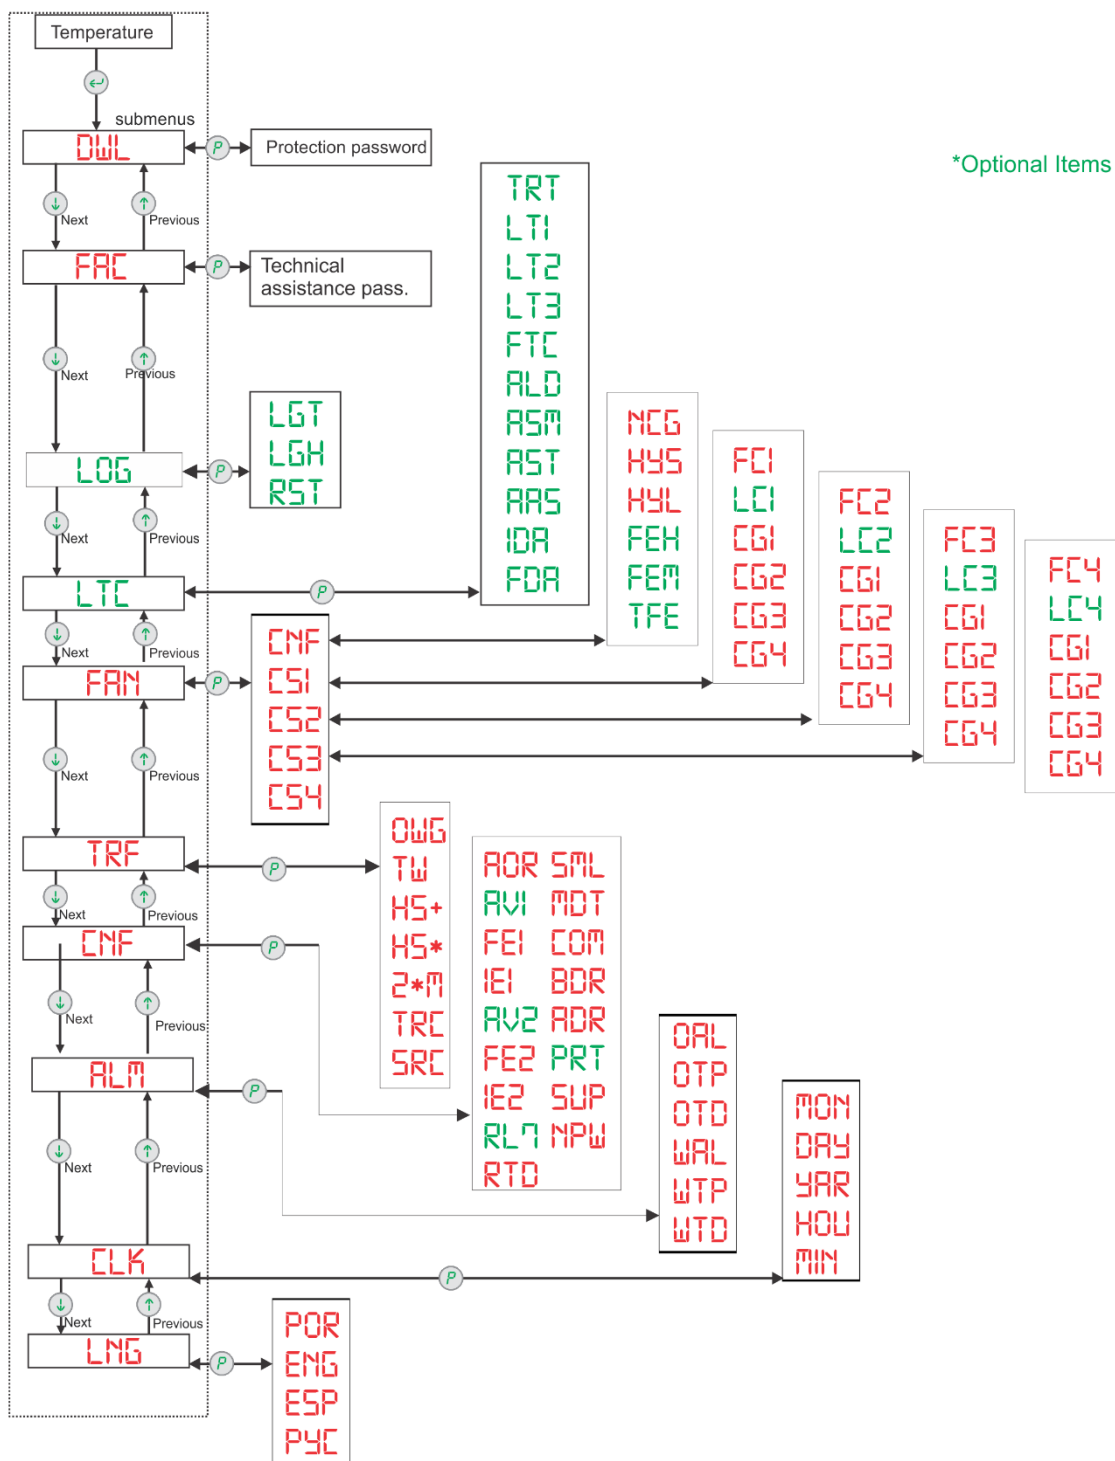 Temperature
submenus
DWL
P
Protection password
*Optional Items
Next
Previous
FAC
P
Technical
assistance pass.
Next
Previous
LOG
P
LGT
LGH
RST
Next
Previous
LTC
P
TRT
LT1
LT2
LT3
FTC
ALD
ASM
AST
AAS
IDA
FDA
Next
Previous
FAN
P
CNF
CS1
CS2
CS3
CS4
NCG
HYS
HYL
FEH
FEM
TFE
FC1
LC1
CG1
CG2
CG3
CG4
FC2
LC2
CG1
CG2
CG3
CG4
FC3
LC3
CG1
CG2
CG3
CG4
FC4
LC4
CG1
CG2
CG3
CG4
Next
Previous
TRF
P
OWG
TW
HS+
HS*
2*M
TRC
SRC
Next
Previous
CNF
P
AOR SML
AV1 MDT
FE1 COM
IE1 BDR
AV2 ADR
FE2 PRT
IE2 SUP
RL7 NPW
RTD
Next
Previous
ALM
P
OAL
OTP
OTD
WAL
WTP
WTD
Next
Previous
CLK
P
MON
DAY
YAR
HOU
MIN
Next
Previous
LNG
P
POR
ENG
ESP
PYC